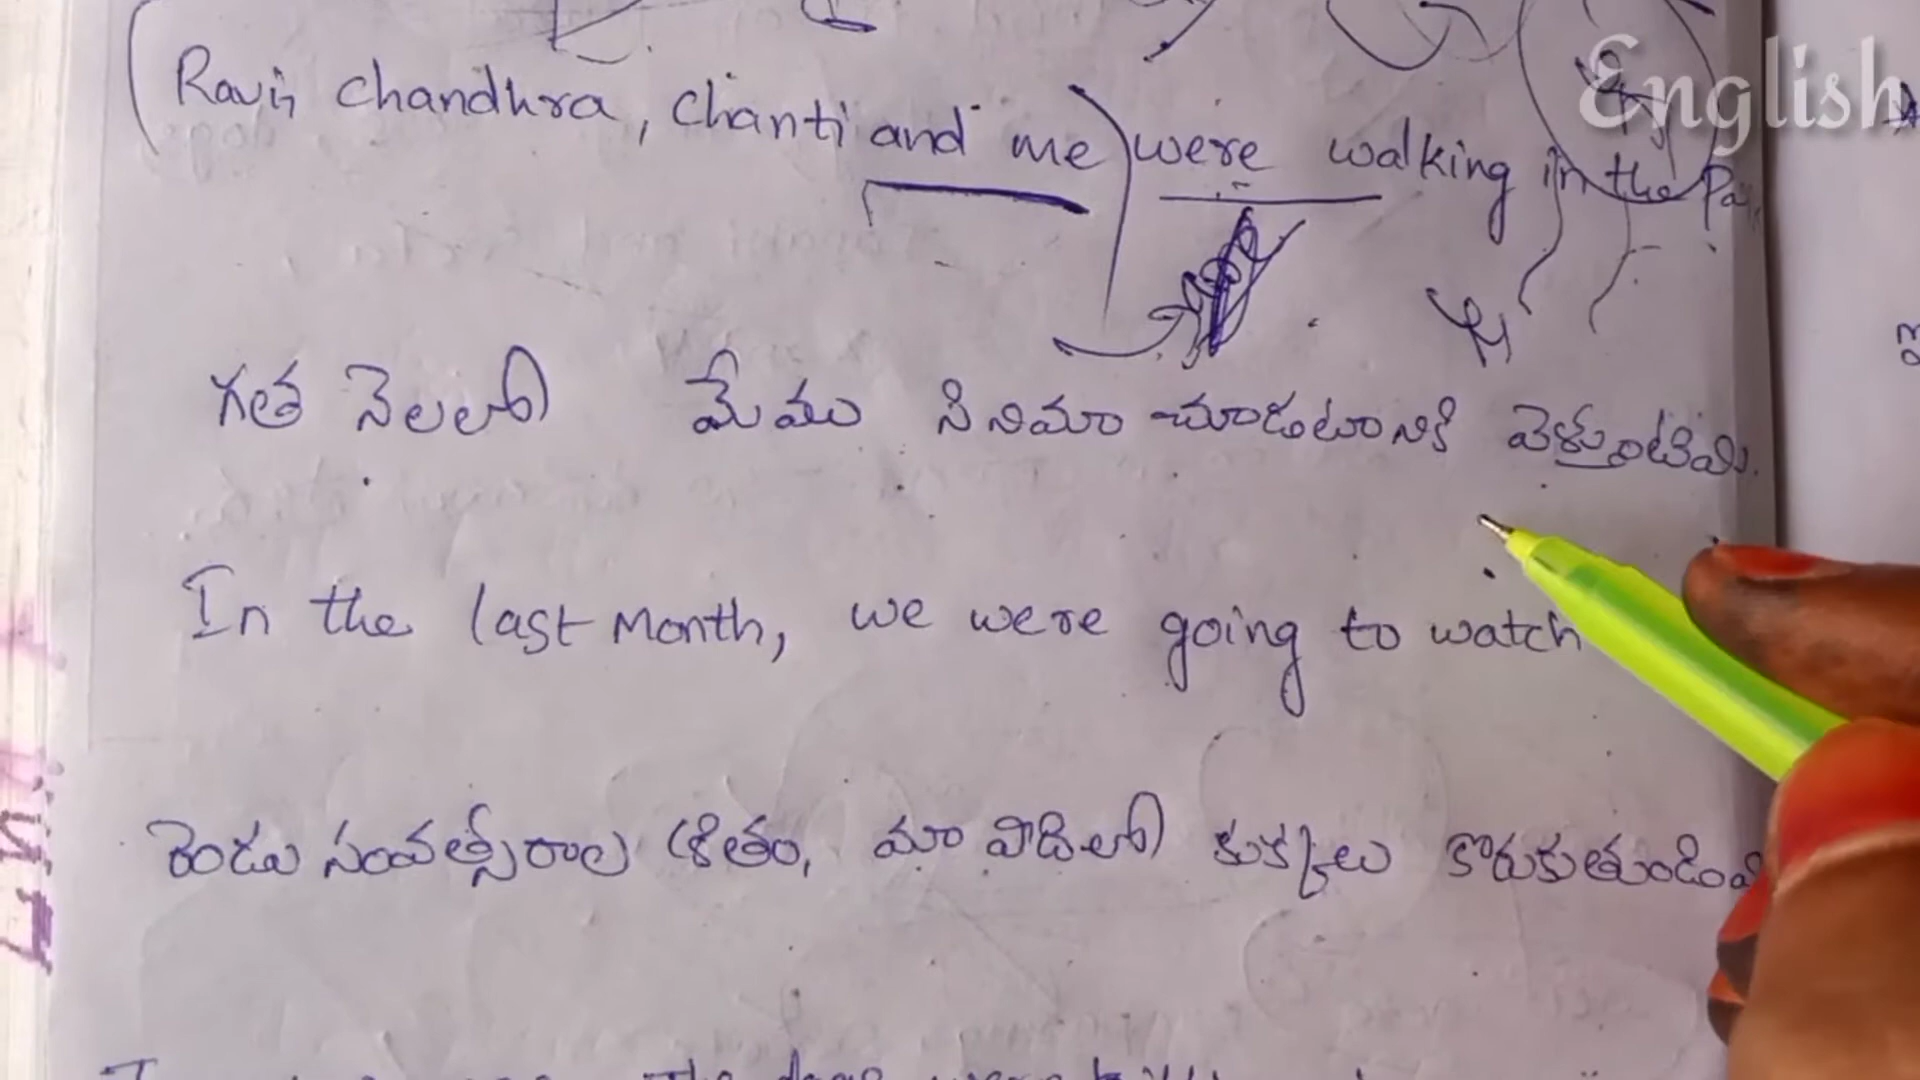 English
Ravi, Chandhra, Chanti and me were walking in the
గత నెలలో మేము సినిమా చూడటానికి వెళ్తుంటిమి.
In the last Month, we were going to watch
రెండు సంవత్సరాల క్రితం, మా వీధిలో కుక్కలు